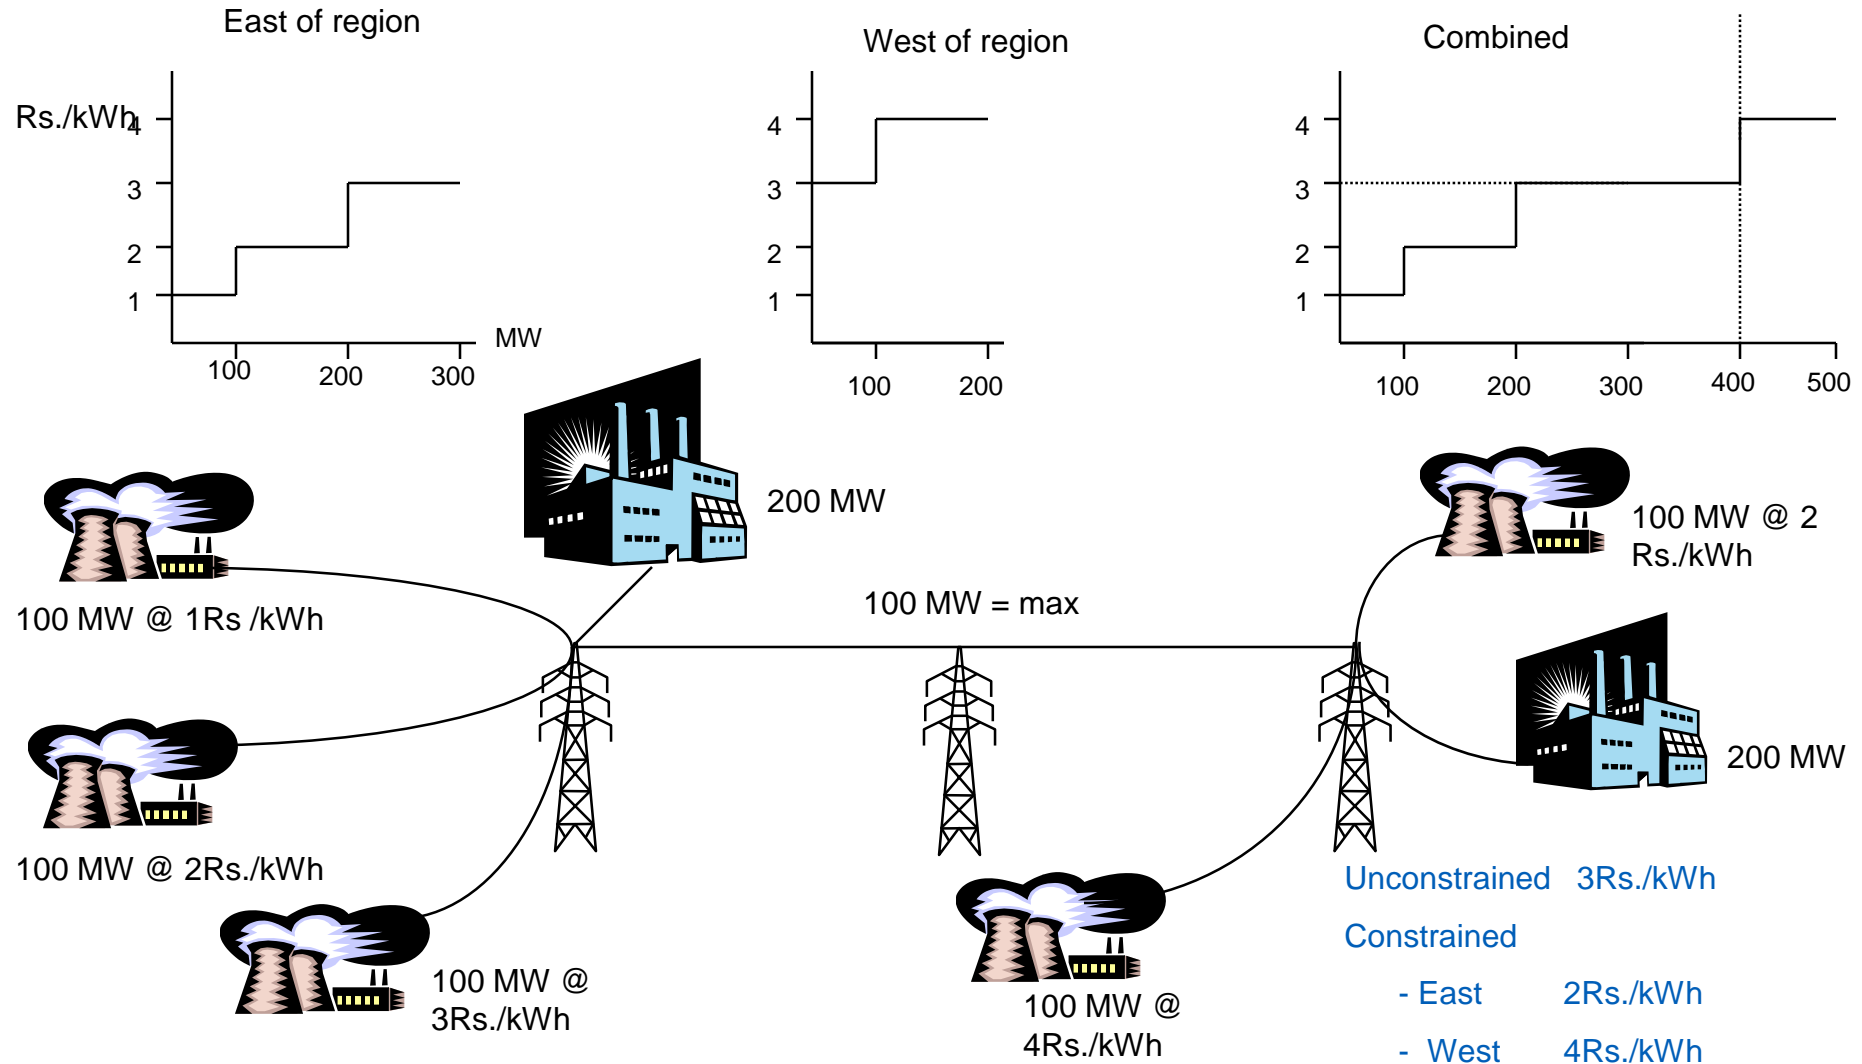 East of region
West of region
Combined
Rs./kWh
4
3
2
1
100
200
300
MW
4
3
2
1
100
200
4
3
2
1
100
200
300
400
500
200 MW
100 MW @ 2
Rs./kWh
100 MW @ 1Rs /kWh
100 MW = max
200 MW
100 MW @ 2Rs./kWh
100 MW @
3Rs./kWh
100 MW @
4Rs./kWh
Unconstrained 3Rs./kWh
Constrained
- East 2Rs./kWh
- West 4Rs./kWh